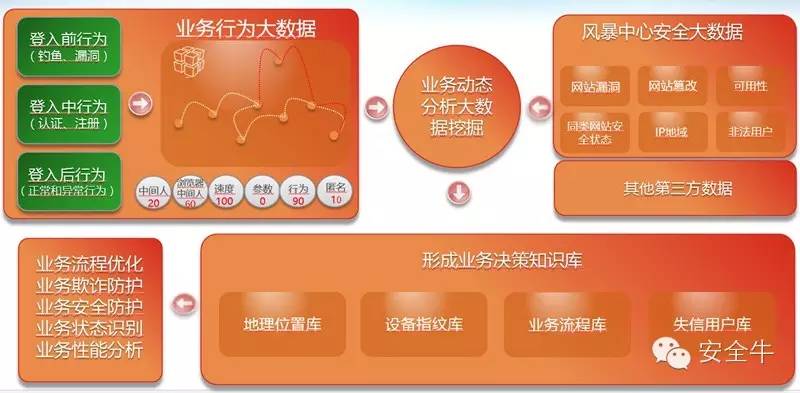 业务行为大数据
登入前行为
（钓鱼、漏洞）
登入中行为
（认证、注册）
登入后行为
（正常和异常行为）
中间人
20
浏览器
中间人
60
速度
100
参数
0
行为
90
匿名
10
业务动态
分析大数
据挖掘
风暴中心安全大数据
网站漏洞
网站篡改
可用性
同类网站安
全状态
IP地域
非法用户
其他第三方数据
形成业务决策知识库
地理位置库
设备指纹库
业务流程库
失信用户库
业务流程优化
业务欺诈防护
业务安全防护
业务状态识别
业务性能分析
安全牛